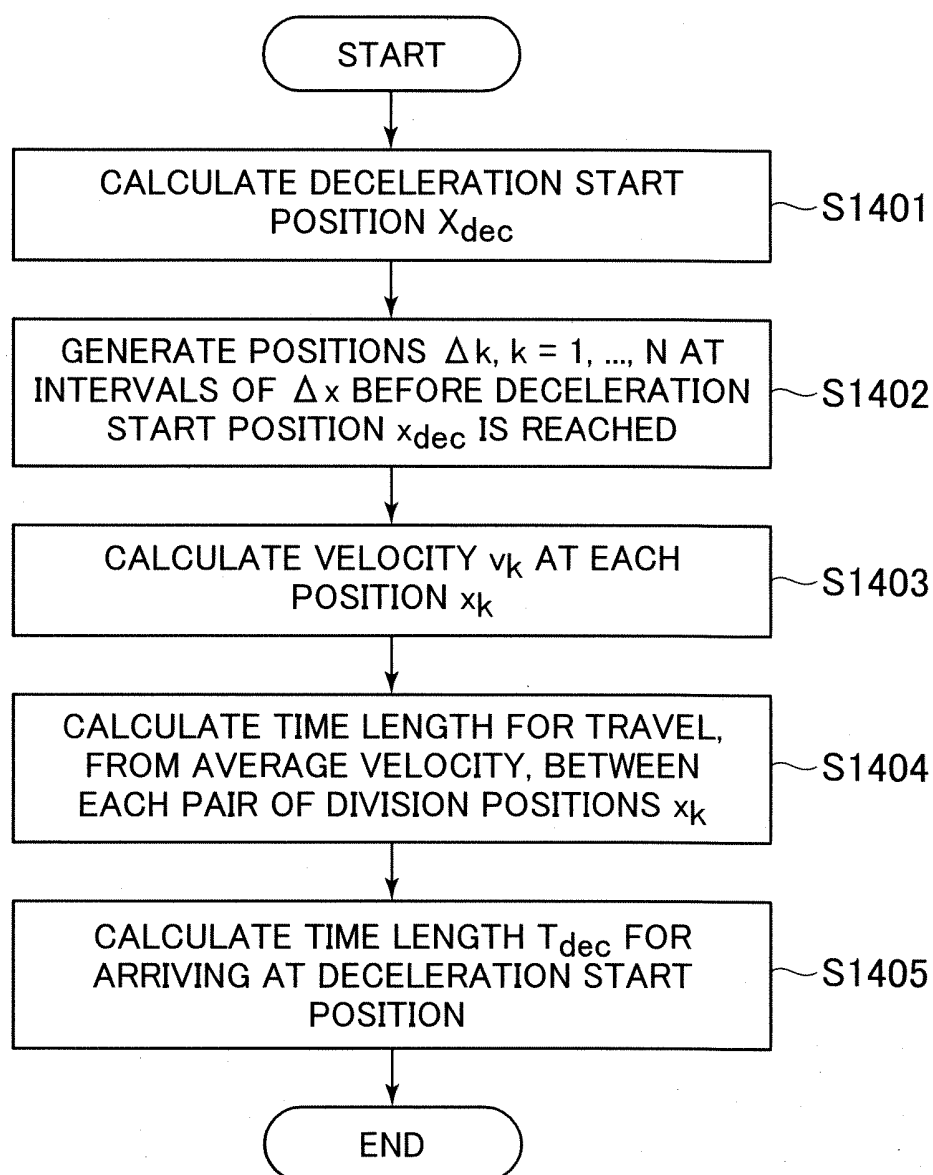 START
CALCULATE DECELERATION START
POSITION Xdec
S1401
GENERATE POSITIONS Δk, k = 1, ..., N AT
INTERVALS OF Δx BEFORE DECELERATION
START POSITION xdec IS REACHED
S1402
CALCULATE VELOCITY vk AT EACH
POSITION xk
S1403
CALCULATE TIME LENGTH FOR TRAVEL,
FROM AVERAGE VELOCITY, BETWEEN
EACH PAIR OF DIVISION POSITIONS xk
S1404
CALCULATE TIME LENGTH Tdec FOR
ARRIVING AT DECELERATION START
POSITION
S1405
END